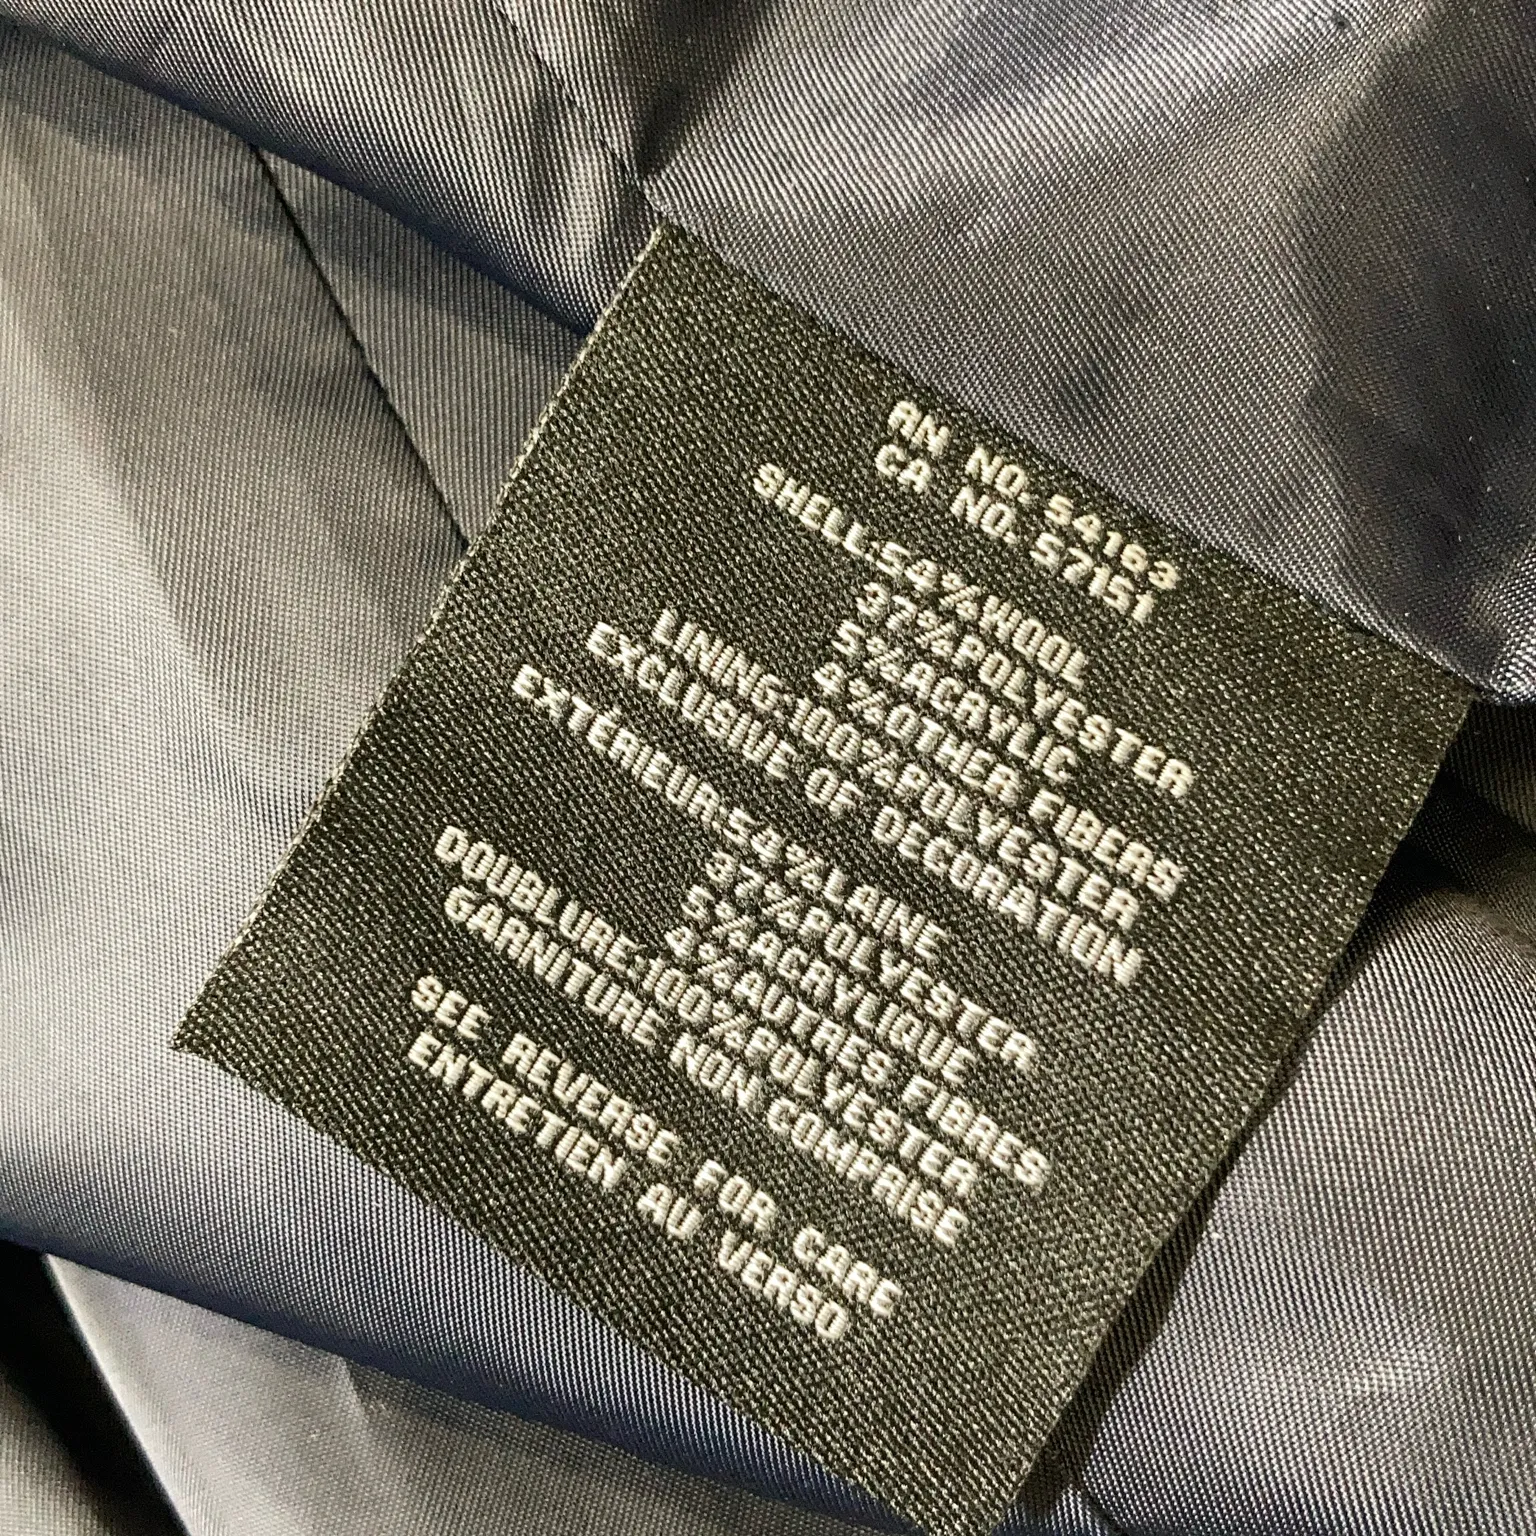 RN NO. 54163
CA NO. 57151
SHELL:54%WOOL
37%POLYESTER
5%ACRYLIC
4%OTHER FIBERS
LINING:100%POLYESTER
EXCLUSIVE OF DECORATION
EXTÉRIEUR:54%LAINE
37%POLYESTER
5%ACRYLIQUE
4%AUTRES FIBRES
DOUBLURE:100%POLYESTER
GARNITURE NON COMPRISE
SEE REVERSE FOR CARE
ENTRETIEN AU VERSO